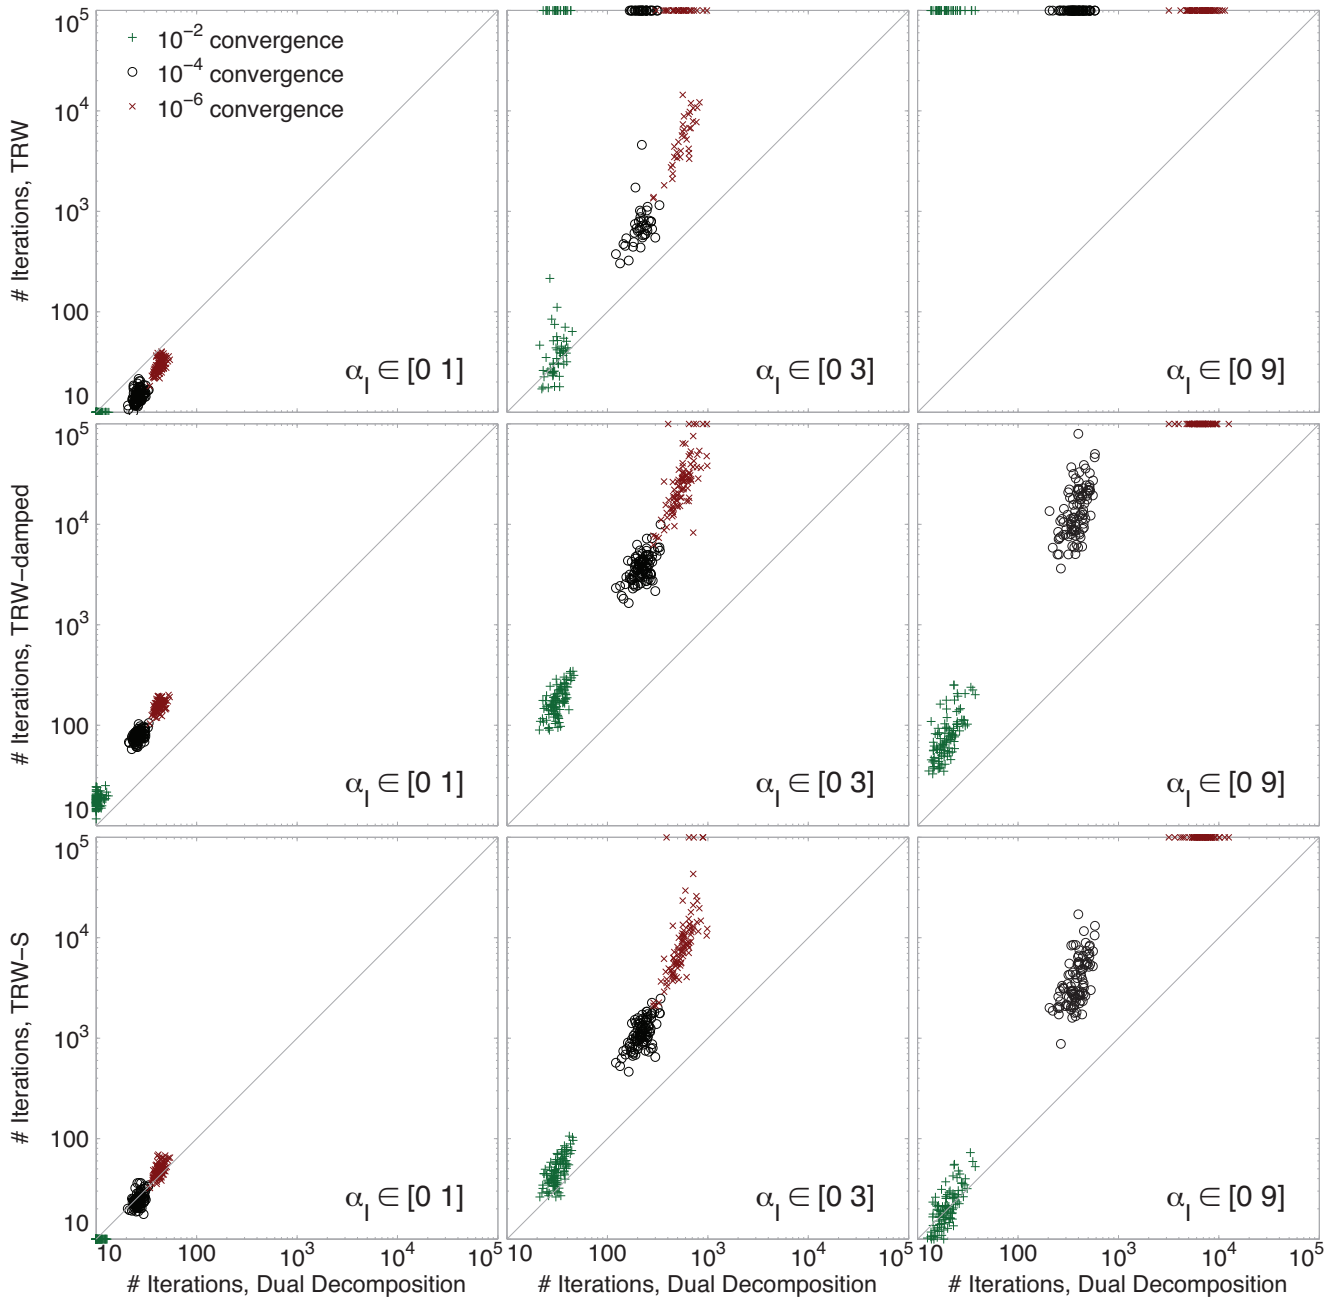 10^5
10^-2 convergence
10^-4 convergence
10^-6 convergence
10^4
10^3
100
10
# Iterations, TRW
α_l ∈ [0 1]
α_l ∈ [0 3]
α_l ∈ [0 9]
10^5
10^4
10^3
100
10
# Iterations, TRW-damped
α_l ∈ [0 1]
α_l ∈ [0 3]
α_l ∈ [0 9]
10^5
10^4
10^3
100
10
# Iterations, TRW-S
α_l ∈ [0 1]
α_l ∈ [0 3]
α_l ∈ [0 9]
10 100 10^3 10^4 10^5
10 100 10^3 10^4 10^5
10 100 10^3 10^4 10^5
# Iterations, Dual Decomposition
# Iterations, Dual Decomposition
# Iterations, Dual Decomposition